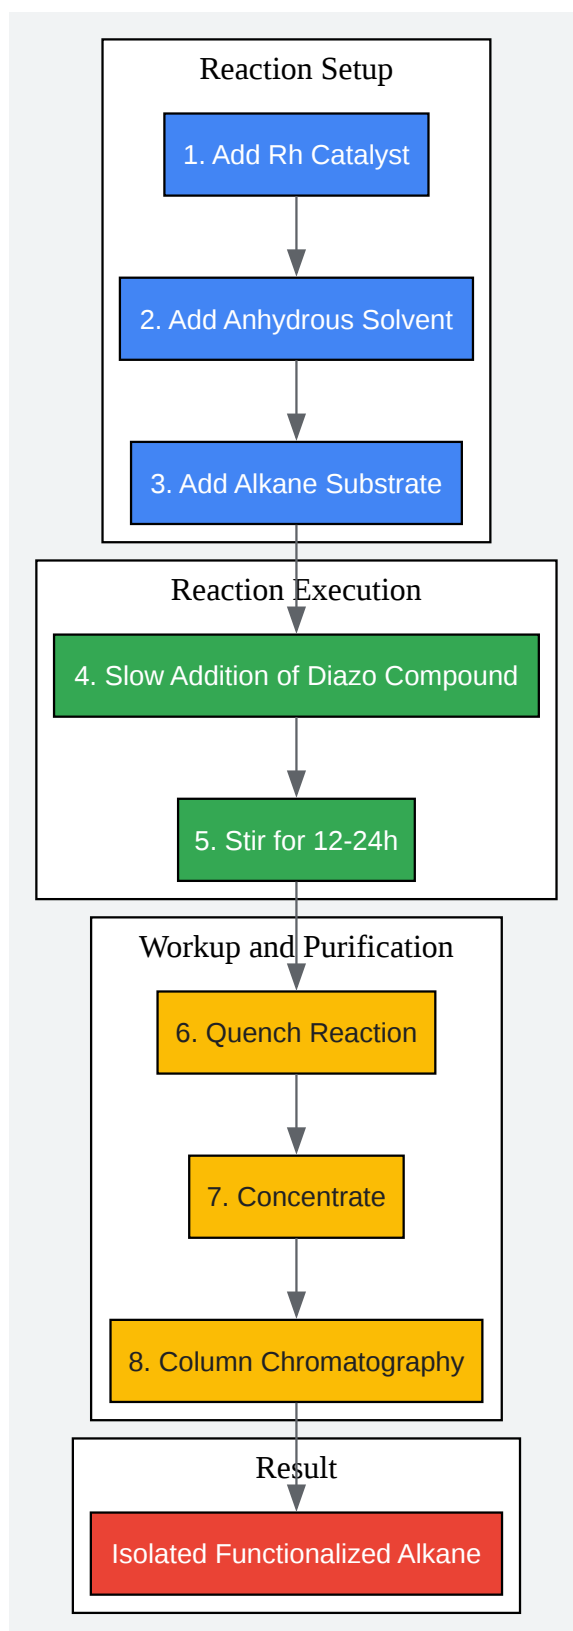 Reaction Setup
1. Add Rh Catalyst
2. Add Anhydrous Solvent
3. Add Alkane Substrate
Reaction Execution
4. Slow Addition of Diazo Compound
5. Stir for 12-24h
Workup and Purification
6. Quench Reaction
7. Concentrate
8. Column Chromatography
Result
Isolated Functionalized Alkane